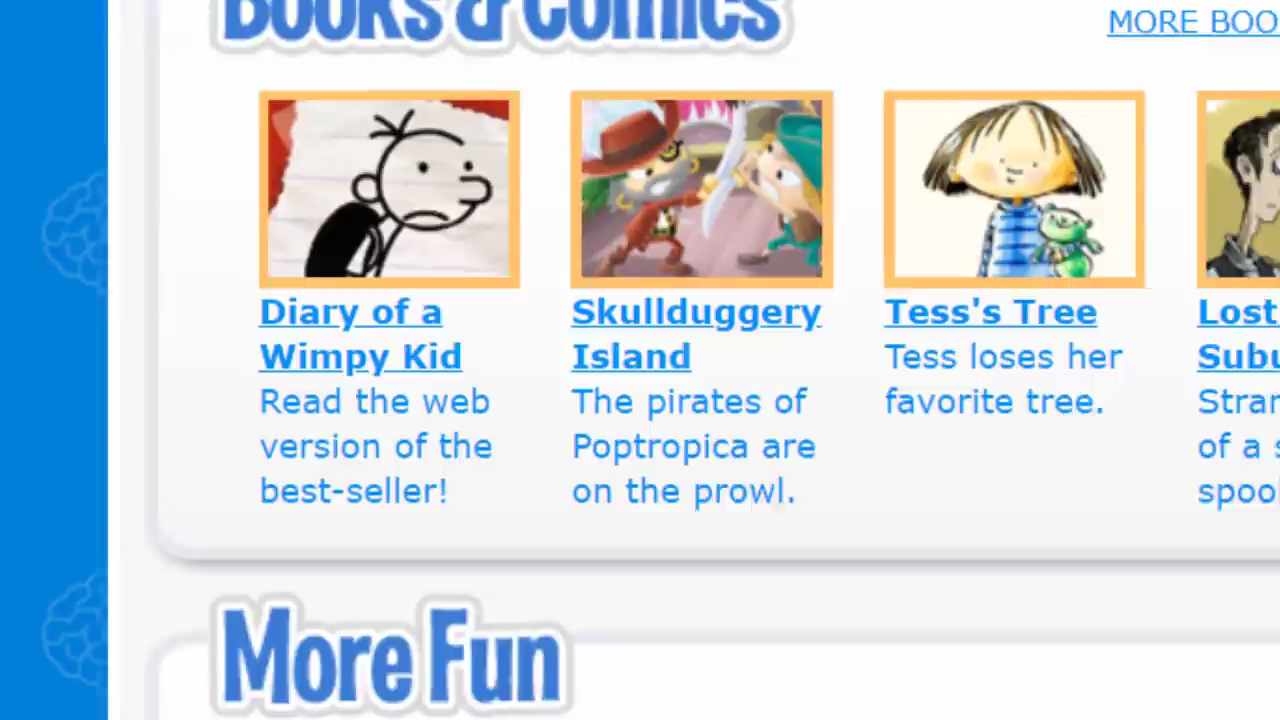 Books & Comics
MORE BOO
Diary of a
Wimpy Kid
Read the web
version of the
best-seller!
Skullduggery
Island
The pirates of
Poptropica are
on the prowl.
Tess's Tree
Tess loses her
favorite tree.
Lost
Subu
Stran
of a s
spool
More Fun